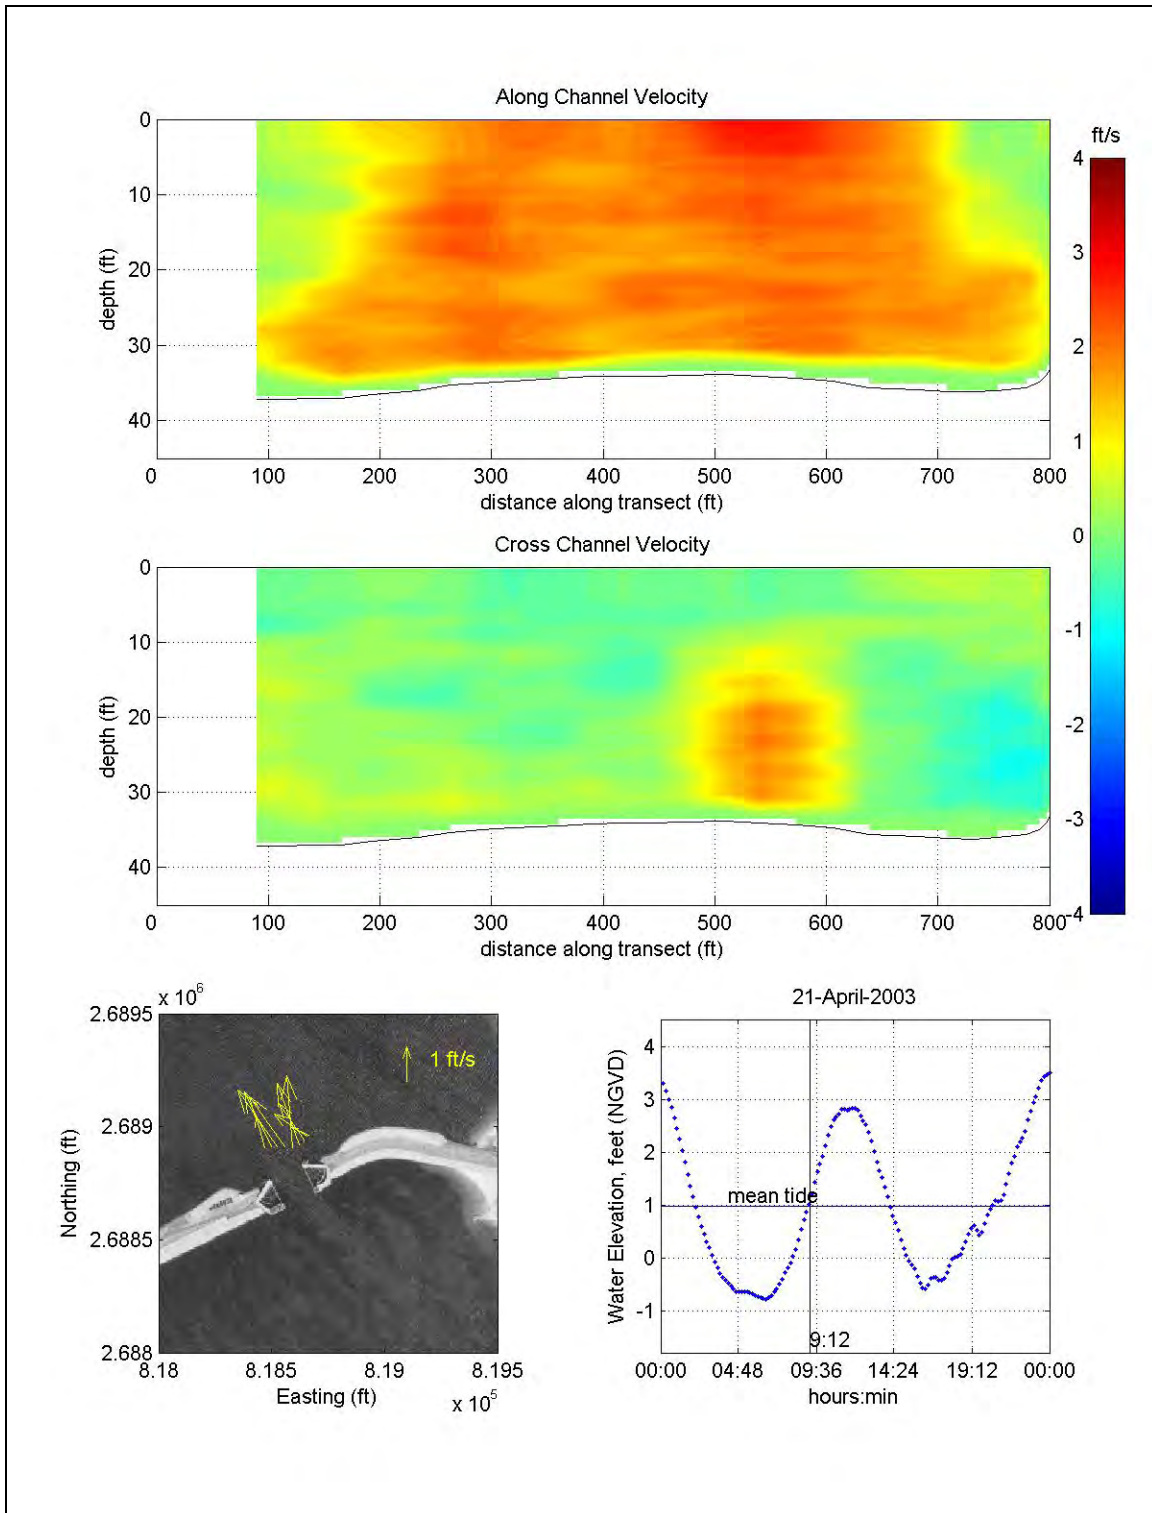 Along Channel Velocity
ft/s
0
10
20
30
40
depth (ft)
0 100 200 300 400 500 600 700 800
distance along transect (ft)
4
3
2
1
0
-1
-2
-3
-4
Cross Channel Velocity
0
10
20
30
40
depth (ft)
0 100 200 300 400 500 600 700 800
distance along transect (ft)
x 10^6
2.6895
2.689
2.6885
2.688
Northing (ft)
1 ft/s
8.18 8.185 8.19 8.195
Easting (ft)
x 10^5
21-April-2003
4
3
2
1
0
-1
Water Elevation, feet (NGVD)
mean tide
9:12
00:00 04:48 09:36 14:24 19:12 00:00
hours:min